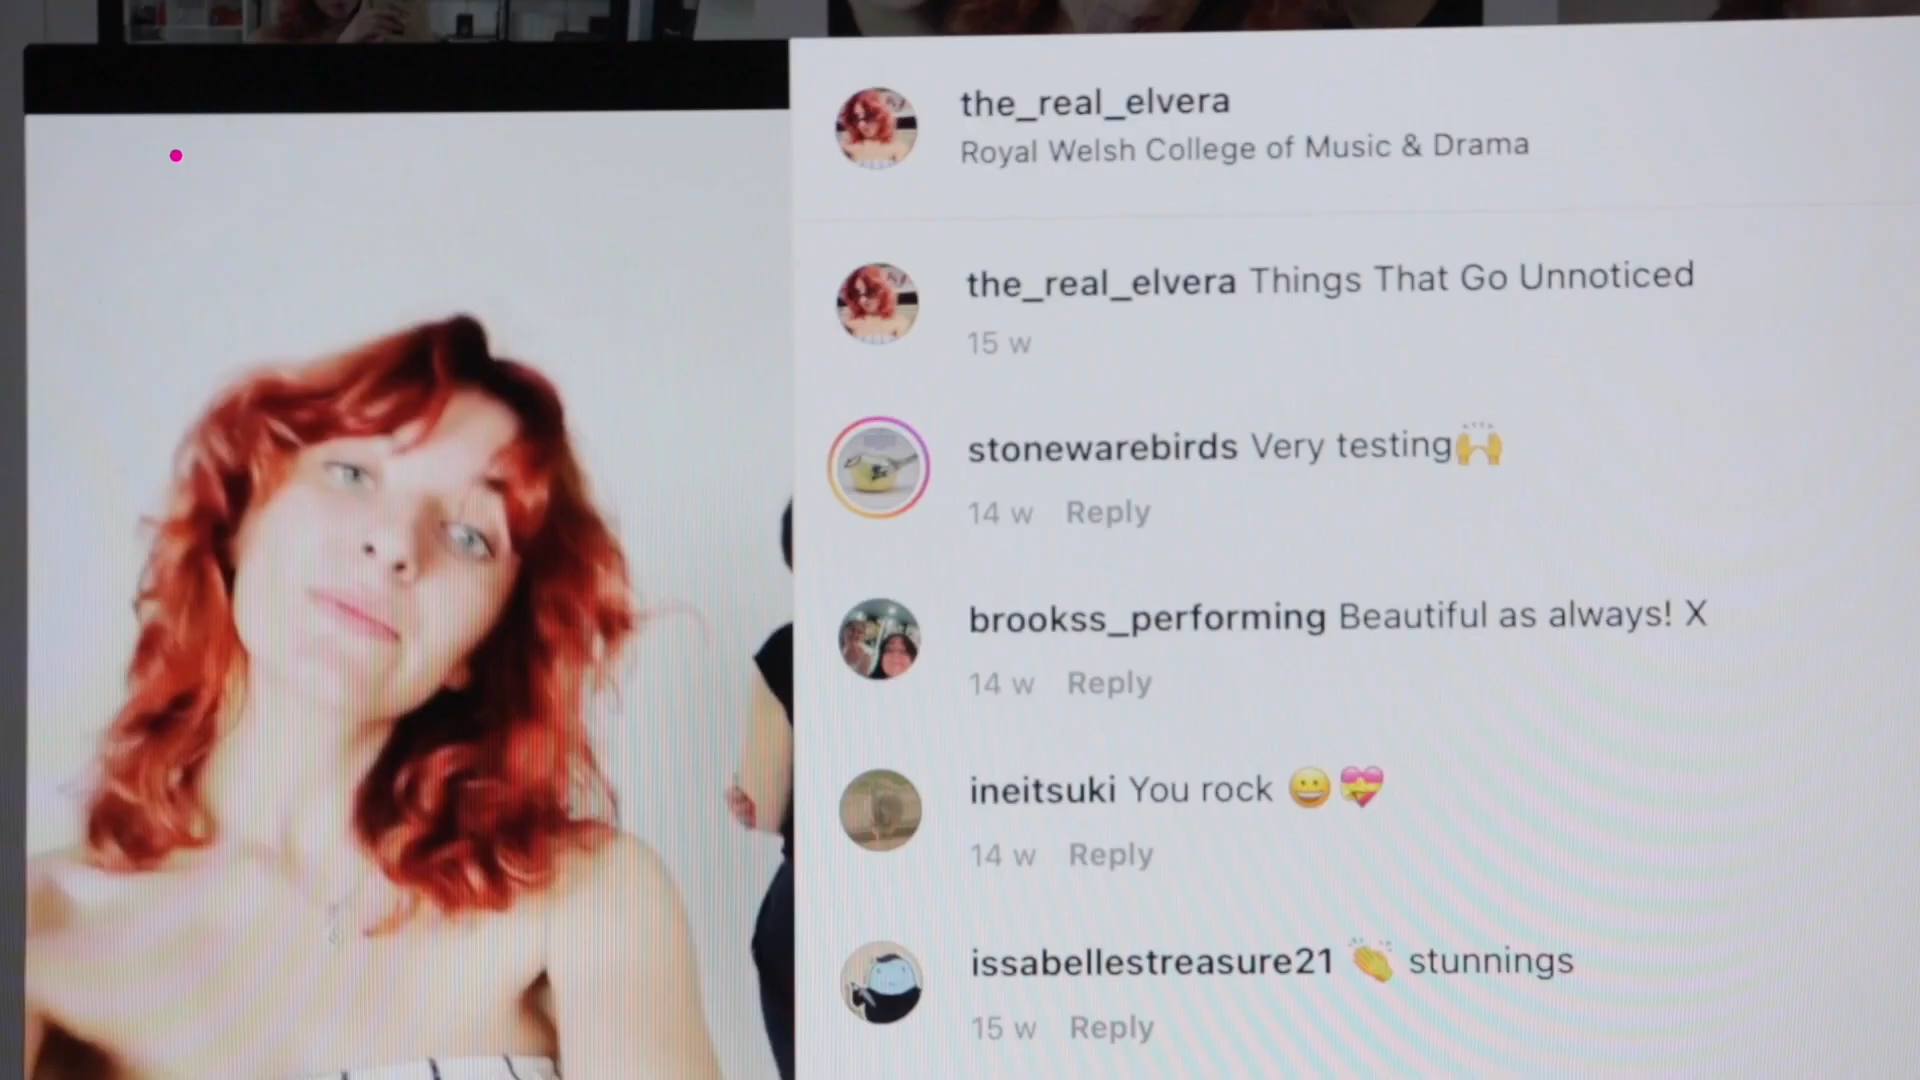 the_real_elvera
Royal Welsh College of Music & Drama
the_real_elvera Things That Go Unnoticed
15 w
stonewarebirds Very testing🙌
14 w Reply
brookss_performing Beautiful as always! X
14 w Reply
ineitsuki You rock 😀💝
14 w Reply
issabellestreasure21 👏 stunnings
15 w Reply